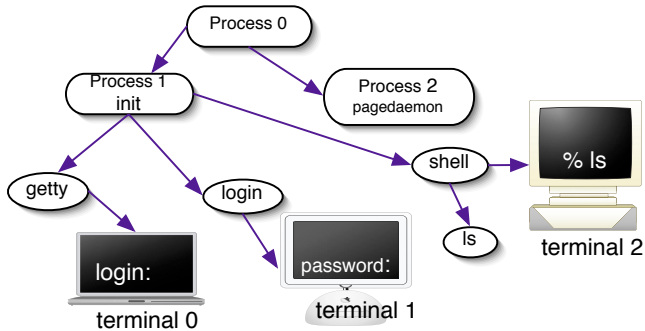 Process 0
Process 1
init
Process 2
pagedaemon
shell
% ls
getty
login
ls
terminal 2
login:
password:
terminal 0
terminal 1